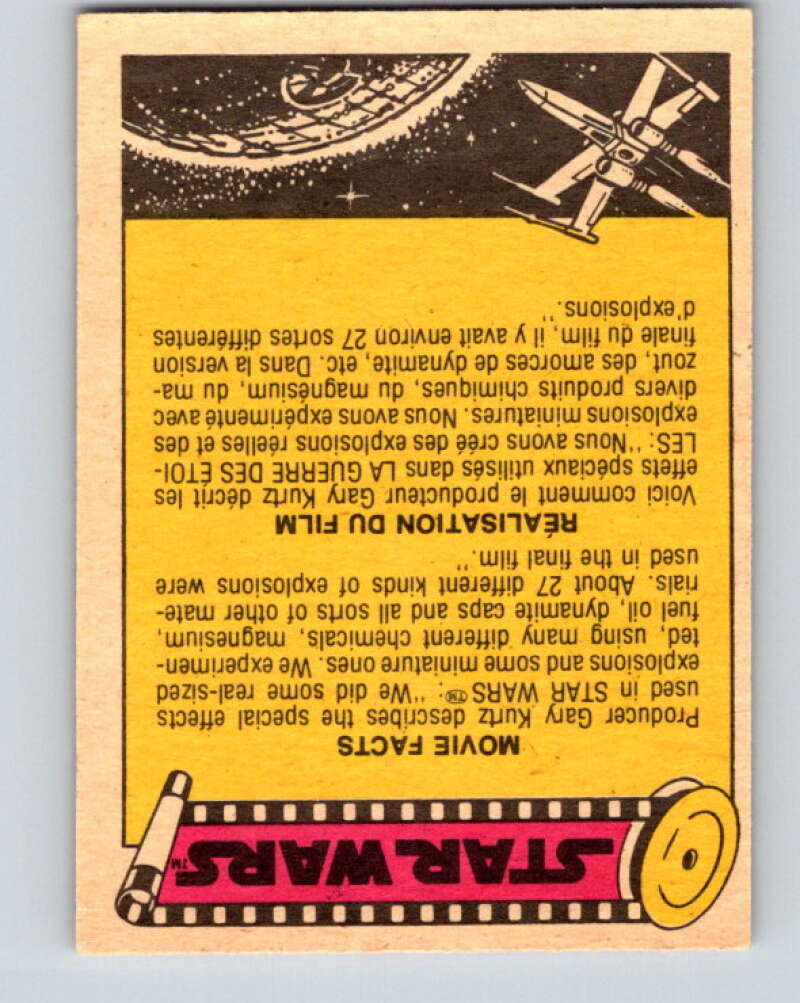 STAR WARS™
MOVIE FACTS
Producer Gary Kurtz describes the special effects
used in STAR WARS™: "We did some real-sized
explosions and some miniature ones. We experimen-
ted, using many different chemicals, magnesium,
fuel oil, dynamite caps and all sorts of other mate-
rials. About 27 different kinds of explosions were
used in the final film."
RÉALISATION DU FILM
Voici comment le producteur Gary Kurtz décrit les
effets spéciaux utilisés dans LA GUERRE DES ÉTOI-
LES: "Nous avons créé des explosions réelles et des
explosions miniatures. Nous avons expérimenté avec
divers produits chimiques, du magnésium, du ma-
zout, des amorces de dynamite, etc. Dans la version
finale du film, il y avait environ 27 sortes différentes
d'explosions."